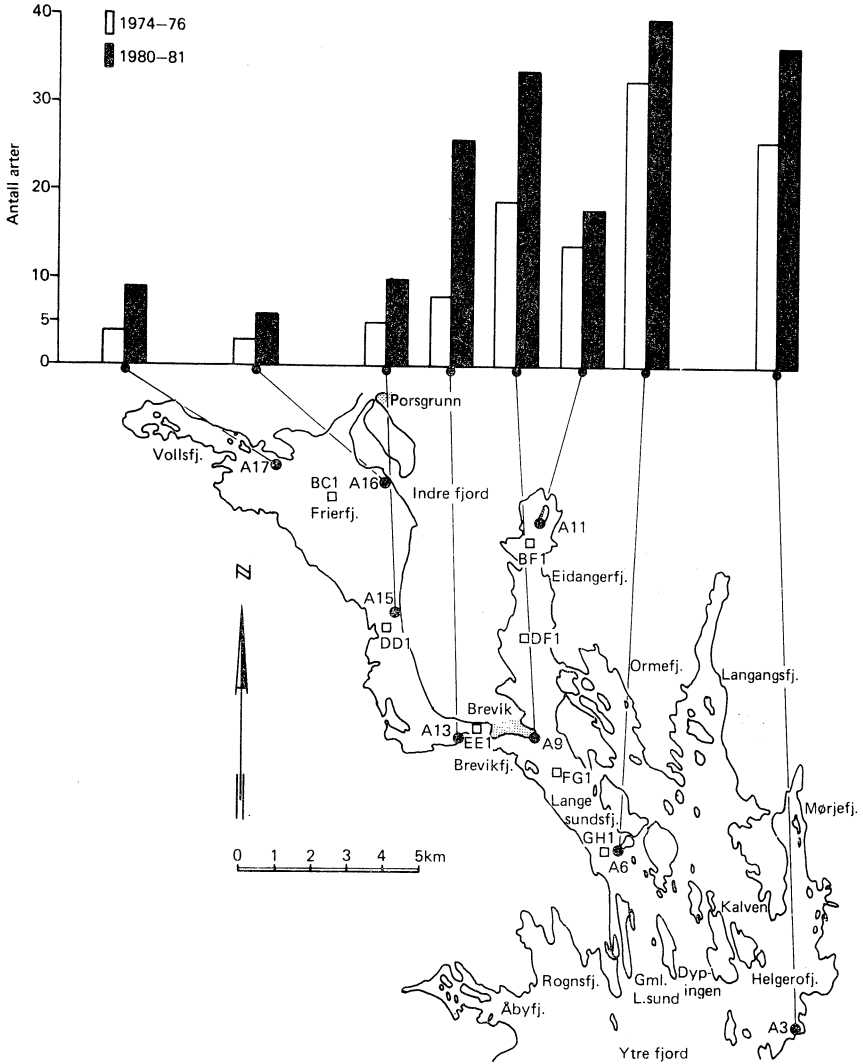 40
1974–76
1980–81
30
Antall arter
20
10
5
0
Porsgrunn
Vollsfj.
A17
BC1
A16
Indre fjord
Frierfj.
A11
BF1
Eidangerfj.
N
A15
DD1
DF1
Ormefj.
Langangsfj.
Brevik
A13
EE1
A9
Brevikfj.
FG1
Lange
sundsfj.
Mørjefj.
GH1
A6
0 1 2 3 4 5km
Kalven
Rognsfj.
Gml.
L.sund
Dyp-
ingen
Helgerofj.
Åbyfj.
A3
Ytre fjord